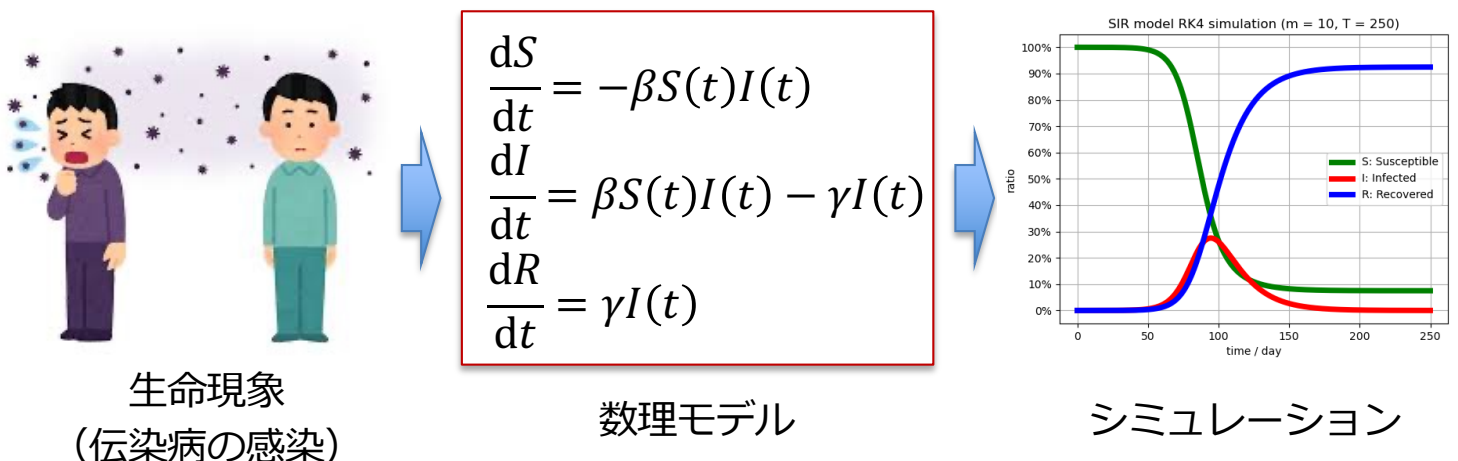 dS/dt = −βS(t)I(t)
dI/dt = βS(t)I(t) − γI(t)
dR/dt = γI(t)
SIR model RK4 simulation (m = 10, T = 250)
100%
90%
80%
70%
60%
50%
40%
30%
20%
10%
0%
ratio
S: Susceptible
I: Infected
R: Recovered
0 50 100 150 200 250
time / day
生命現象
（伝染病の感染）
数理モデル
シミュレーション